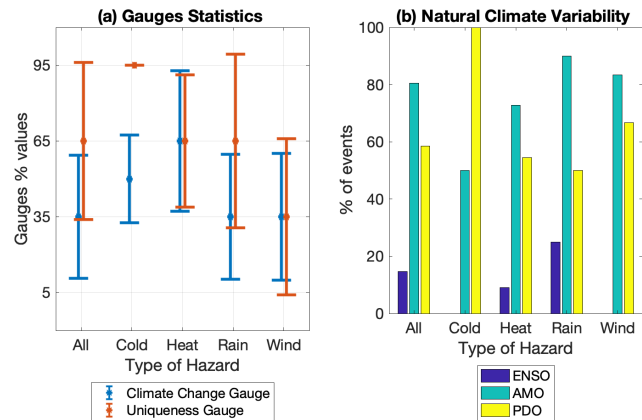 (a) Gauges Statistics
95
65
35
5
Gauges % values
All Cold Heat Rain Wind
Type of Hazard
Climate Change Gauge
Uniqueness Gauge
(b) Natural Climate Variability
100
80
60
40
20
0
% of events
All Cold Heat Rain Wind
Type of Hazard
ENSO
AMO
PDO